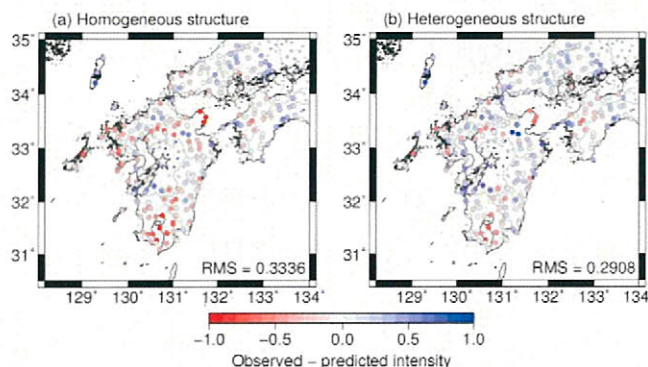 (a) Homogeneous structure
(b) Heterogeneous structure
35˚
34˚
33˚
32˚
31˚
RMS = 0.3336
129˚ 130˚ 131˚ 132˚ 133˚ 134˚
35˚
34˚
33˚
32˚
31˚
RMS = 0.2908
129˚ 130˚ 131˚ 132˚ 133˚ 134
−1.0 −0.5 0.0 0.5 1.0
Observed − predicted intensity